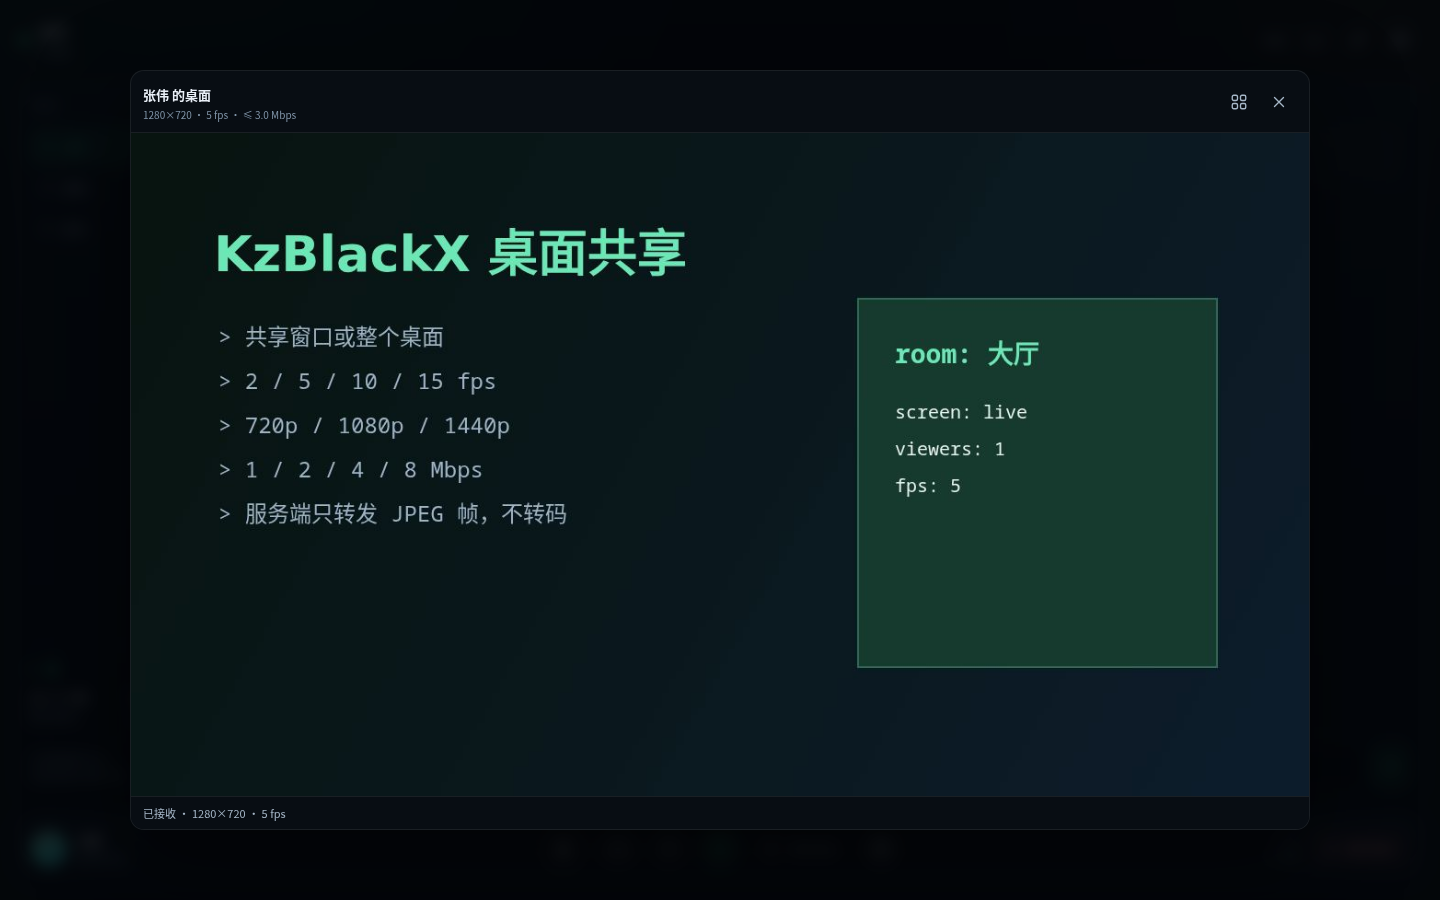 张伟 的桌面
1280×720 · 5 fps · ≤ 3.0 Mbps
KzBlackX 桌面共享
> 共享窗口或整个桌面
> 2 / 5 / 10 / 15 fps
> 720p / 1080p / 1440p
> 1 / 2 / 4 / 8 Mbps
> 服务端只转发 JPEG 帧，不转码
room: 大厅
screen: live
viewers: 1
fps: 5
已接收 · 1280×720 · 5 fps